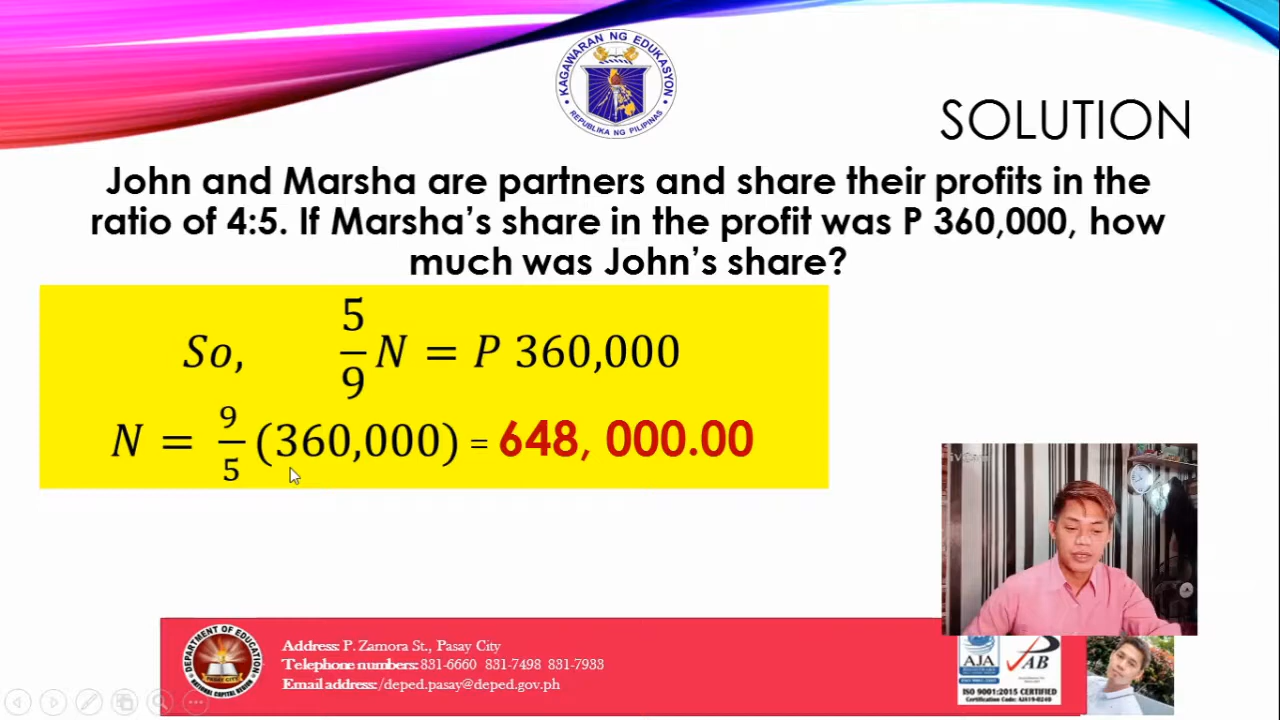 KAGAWARAN NG EDUKASYON
REPUBLIKA NG PILIPINAS
SOLUTION
John and Marsha are partners and share their profits in the
ratio of 4:5. If Marsha's share in the profit was P 360,000, how
much was John's share?
So, 5/9 N = P 360,000
N = 9/5 (360,000) = 648, 000.00
DEPARTMENT OF EDUCATION
PASAY CITY
NATIONAL CAPITAL REGION
Address: P. Zamora St., Pasay City
Telephone numbers: 831-6660 831-7498 831-7933
Email address: /deped.pasay@deped.gov.ph
AJA
PAB
ISO 9001:2015 CERTIFIED